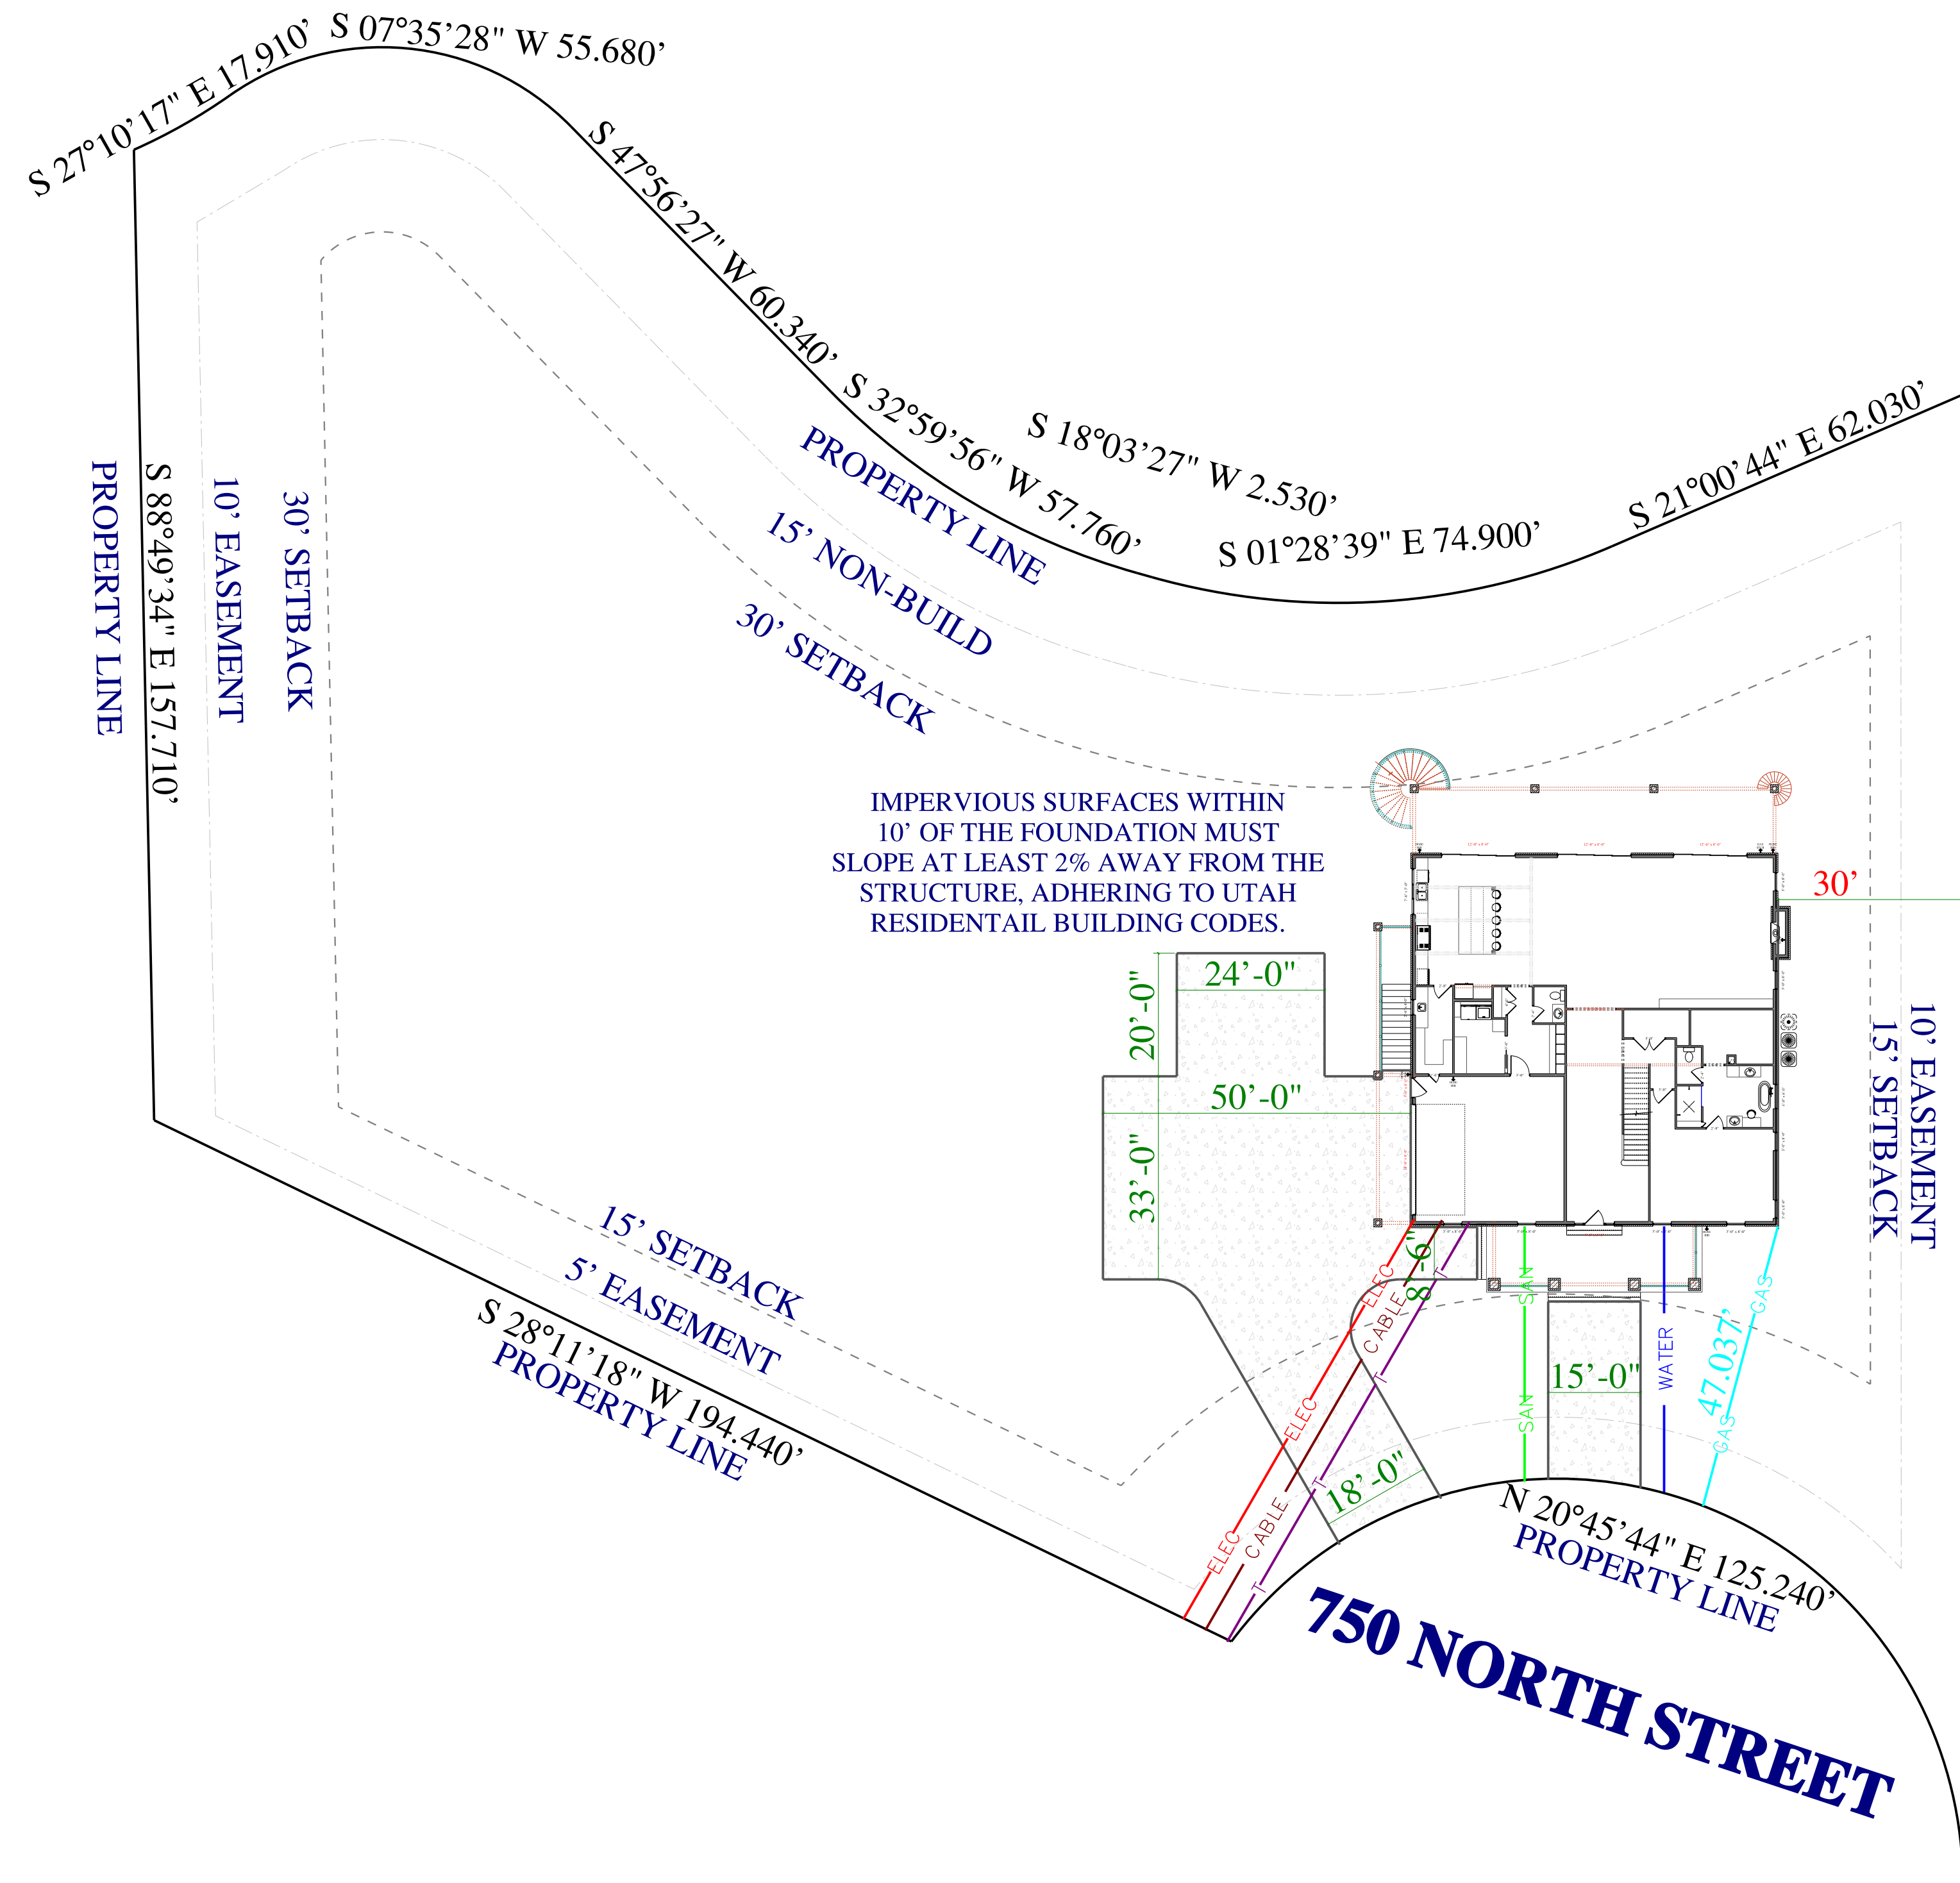 S 27°10’17" E 17.910’
S 07°35’28" W 55.680’
S 47°56’27" W 60.340’
S 32°59’56" W 57.760’
S 18°03’27" W 2.530’
S 01°28’39" E 74.900’
S 21°00’44" E 62.030’
PROPERTY LINE
15’ NON-BUILD
30’ SETBACK
PROPERTY LINE
S 88°49’34" E 157.710’
10’ EASEMENT
30’ SETBACK
IMPERVIOUS SURFACES WITHIN
10’ OF THE FOUNDATION MUST
SLOPE AT LEAST 2% AWAY FROM THE
STRUCTURE, ADHERING TO UTAH
RESIDENTAIL BUILDING CODES.
30’
24’-0"
20’-0"
50’-0"
33’-0"
10’ EASEMENT
15’ SETBACK
8’-6"
15’ SETBACK
5’ EASEMENT
S 28°11’18" W 194.440’
PROPERTY LINE
ELEC
ELEC
ELEC
CABLE
CABLE
T
T
T
T
SAN
SAN
WATER
GAS
GAS
47.037’
15’-0"
18’-0"
N 20°45’44" E 125.240’
PROPERTY LINE
750 NORTH STREET